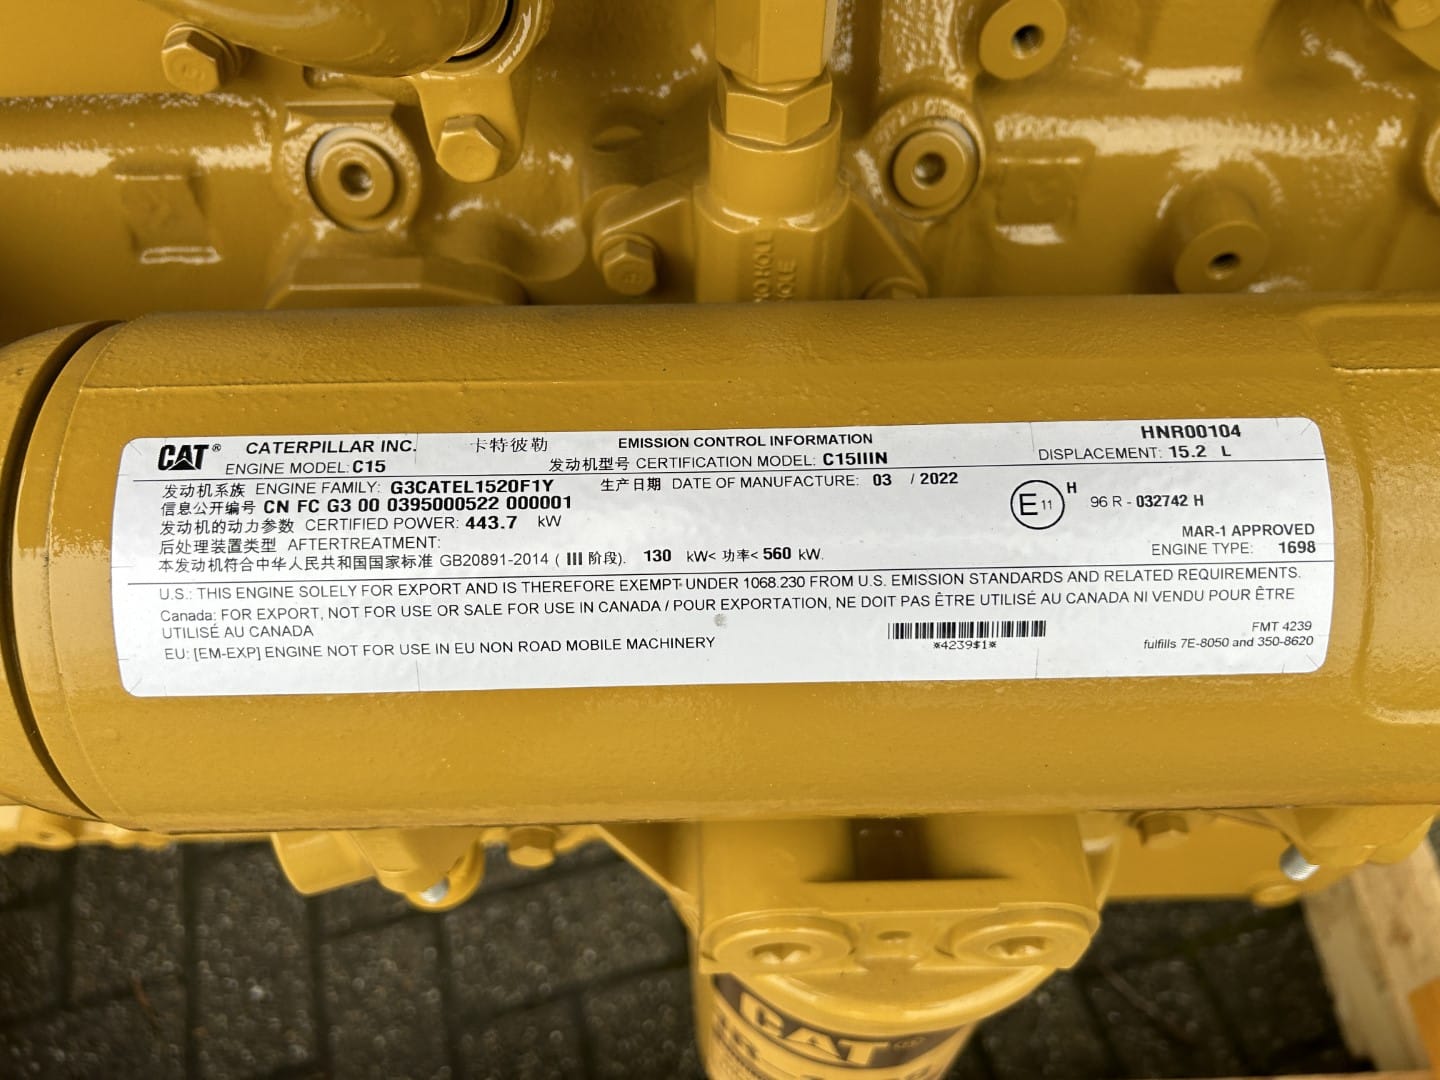 CAT® CATERPILLAR INC. 卡特彼勒 EMISSION CONTROL INFORMATION HNR00104
ENGINE MODEL: C15 发动机型号 CERTIFICATION MODEL: C15IIIN DISPLACEMENT: 15.2 L
发动机系族 ENGINE FAMILY: G3CATEL1520F1Y 生产日期 DATE OF MANUFACTURE: 03 / 2022
信息公开编号 CN FC G3 00 0395000522 000001
E 11 H 96 R - 032742 H
发动机的动力参数 CERTIFIED POWER: 443.7 kW
后处理装置类型 AFTERTREATMENT:
MAR-1 APPROVED
本发动机符合中华人民共和国国家标准 GB20891-2014 ( III 阶段). 130 kW< 功率< 560 kW.
ENGINE TYPE: 1698
U.S.: THIS ENGINE SOLELY FOR EXPORT AND IS THEREFORE EXEMPT UNDER 1068.230 FROM U.S. EMISSION STANDARDS AND RELATED REQUIREMENTS.
Canada: FOR EXPORT, NOT FOR USE OR SALE FOR USE IN CANADA / POUR EXPORTATION, NE DOIT PAS ÊTRE UTILISÉ AU CANADA NI VENDU POUR ÊTRE
UTILISÉ AU CANADA
EU: [EM-EXP] ENGINE NOT FOR USE IN EU NON ROAD MOBILE MACHINERY
*4239$1*
FMT 4239
fulfills 7E-8050 and 350-8620
CAT